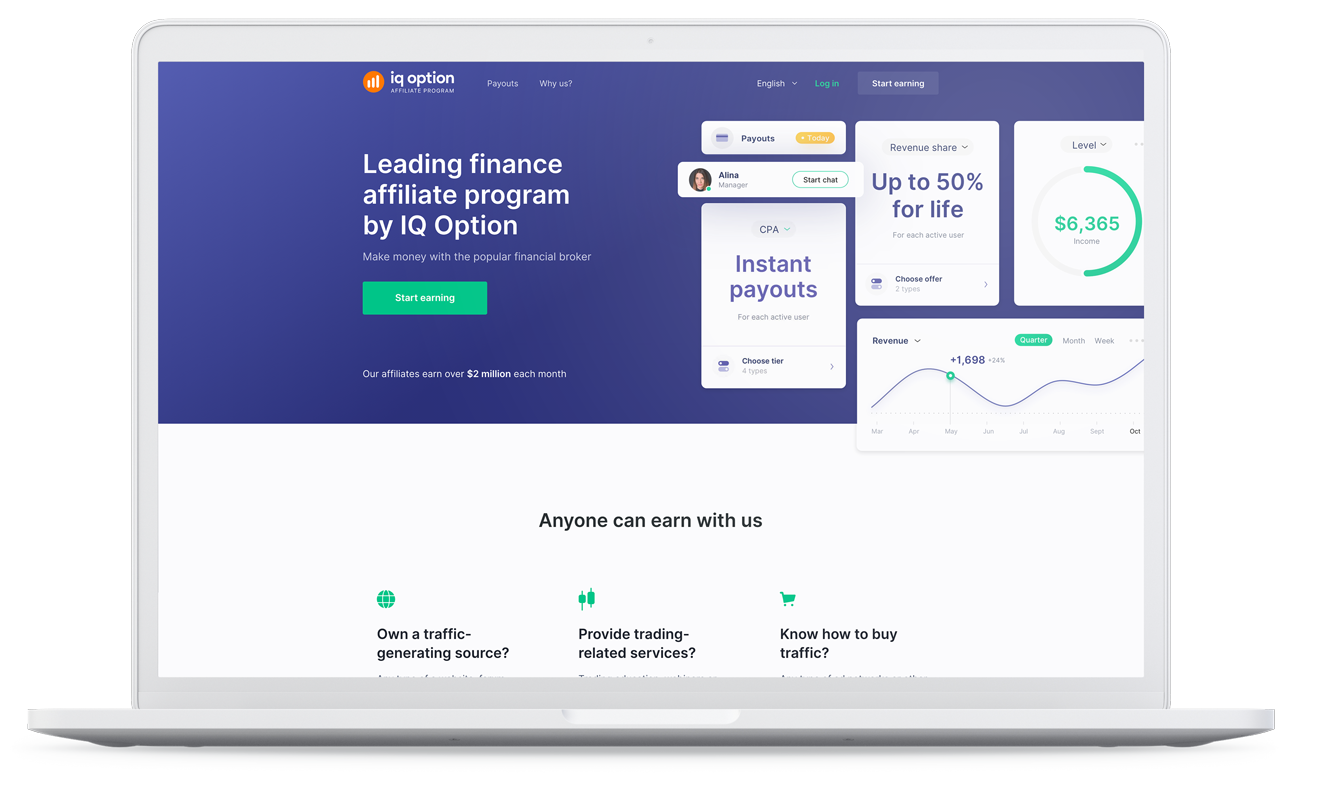 iq option
AFFILIATE PROGRAM
Payouts
Why us?
English
Log in
Start earning
Leading finance
affiliate program
by IQ Option
Make money with the popular financial broker
Start earning
Our affiliates earn over $2 million each month
Payouts
Today
Alina
Manager
Start chat
CPA
Instant
payouts
For each active user
Choose tier
4 types
Revenue share
Up to 50%
for life
For each active user
Choose offer
2 types
Level
$6,365
Income
Revenue
Quarter
Month
Week
+1,698 +24%
Mar
Apr
May
Jun
Jul
Aug
Sept
Oct
Anyone can earn with us
Own a traffic-
generating source?
Provide trading-
related services?
Know how to buy
traffic?